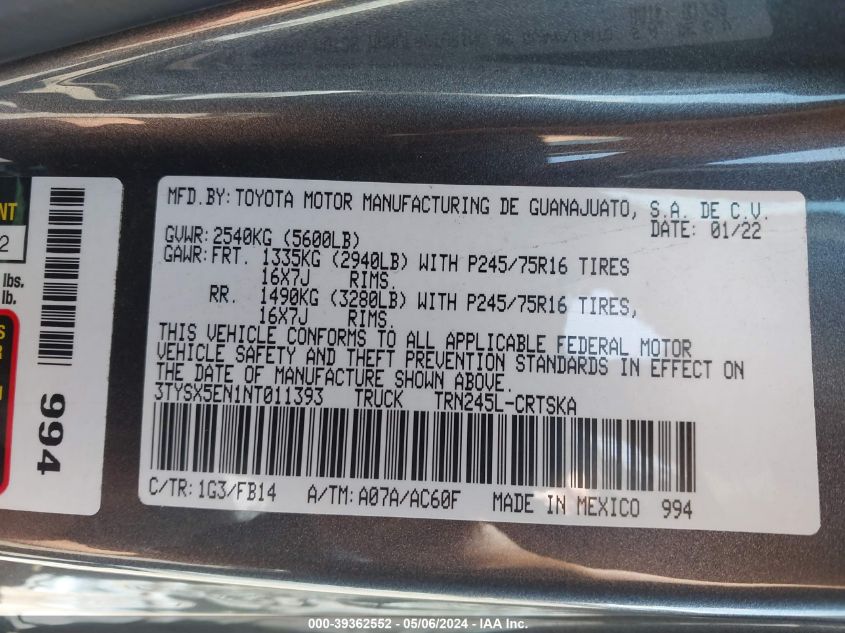 NT
2
lbs.
lb.
S
R
994
MFD.BY:TOYOTA MOTOR MANUFACTURING DE GUANAJUATO, S.A. DE C.V.
DATE: 01/22
GVWR:2540KG (5600LB)
GAWR:FRT. 1335KG (2940LB) WITH P245/75R16 TIRES
16X7J RIMS.
RR. 1490KG (3280LB) WITH P245/75R16 TIRES,
16X7J RIMS.
THIS VEHICLE CONFORMS TO ALL APPLICABLE FEDERAL MOTOR
VEHICLE SAFETY AND THEFT PREVENTION STANDARDS IN EFFECT ON
THE DATE OF MANUFACTURE SHOWN ABOVE.
3TYSX5EN1NT011393 TRUCK TRN245L-CRTSKA
C/TR:1G3/FB14 A/TM:A07A/AC60F MADE IN MEXICO 994
000-39362552 — 05/06/2024 — IAA Inc.